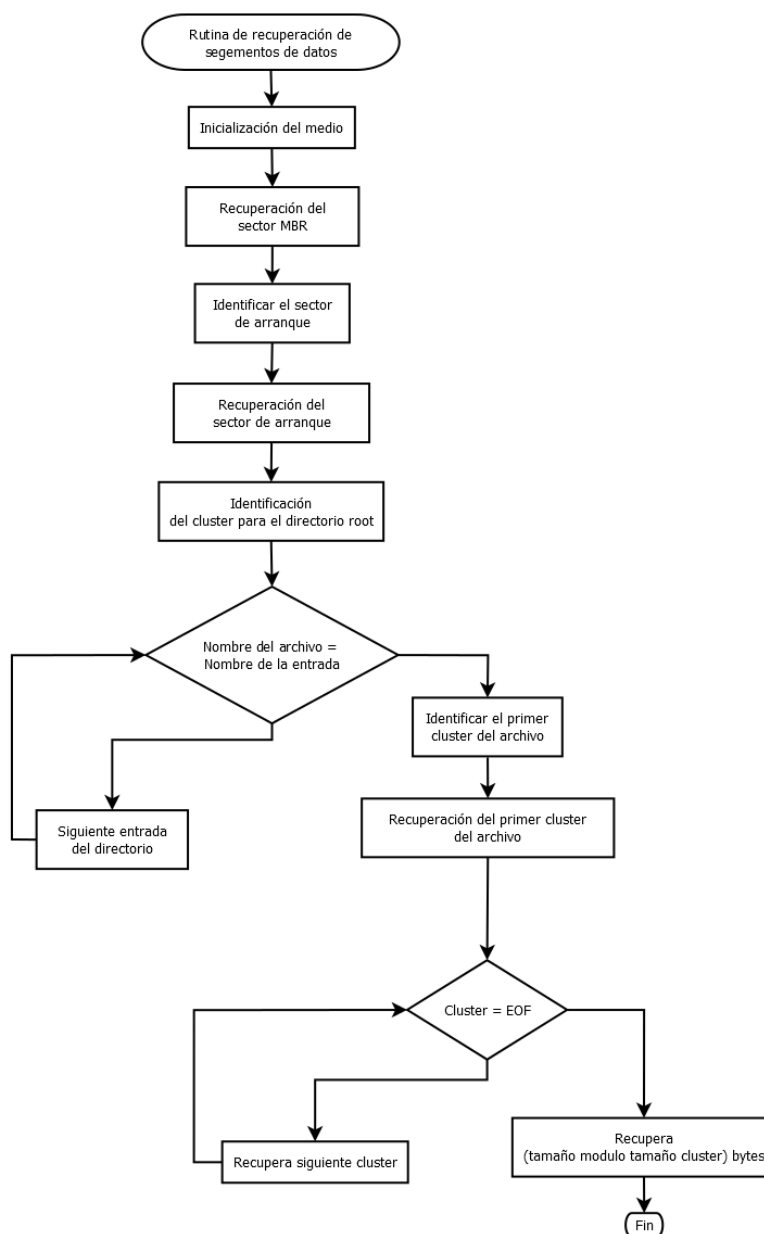 Rutina de recuperación de
segementos de datos
Inicialización del medio
Recuperación del
sector MBR
Identificar el sector
de arranque
Recuperación del
sector de arranque
Identificación
del cluster para el directorio root
Nombre del archivo =
Nombre de la entrada
Siguiente entrada
del directorio
Identificar el primer
cluster del archivo
Recuperación del primer cluster
del archivo
Cluster = EOF
Recupera siguiente cluster
Recupera
(tamaño modulo tamaño cluster) bytes
Fin